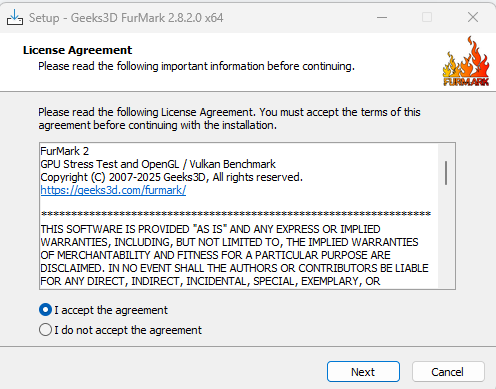 Setup - Geeks3D FurMark 2.8.2.0 x64
License Agreement
Please read the following important information before continuing.
FURMARK
Please read the following License Agreement. You must accept the terms of this
agreement before continuing with the installation.
FurMark 2
GPU Stress Test and OpenGL / Vulkan Benchmark
Copyright (C) 2007-2025 Geeks3D, All rights reserved.
https://geeks3d.com/furmark/
*****************************************************************
THIS SOFTWARE IS PROVIDED "AS IS" AND ANY EXPRESS OR IMPLIED
WARRANTIES, INCLUDING, BUT NOT LIMITED TO, THE IMPLIED WARRANTIES
OF MERCHANTABILITY AND FITNESS FOR A PARTICULAR PURPOSE ARE
DISCLAIMED. IN NO EVENT SHALL THE AUTHORS OR CONTRIBUTORS BE LIABLE
FOR ANY DIRECT, INDIRECT, INCIDENTAL, SPECIAL, EXEMPLARY, OR
I accept the agreement
I do not accept the agreement
Next
Cancel